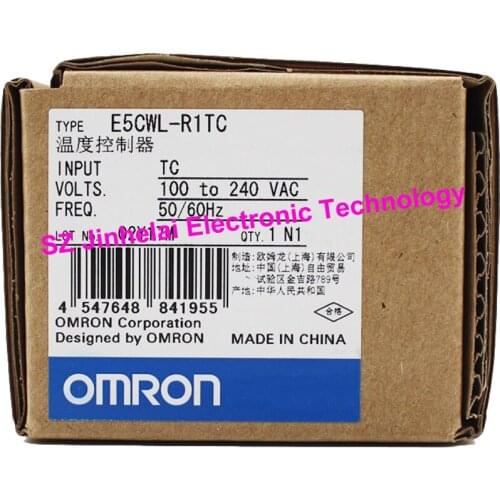 TYPE E5CWL-R1TC
温度控制器
INPUT TC
VOLTS. 100 to 240 VAC
FREQ. 50/60Hz
SZ Jinhelai Electronic Technology
LOT NO. QTY. 1 N1
制造: 欧姆龙(上海)有限公司
地址: 中国(上海)自由贸易
试验区金吉路789号
产地: 中华人民共和国
4 547648 841955
合格
OMRON Corporation
Designed by OMRON MADE IN CHINA
OMRON